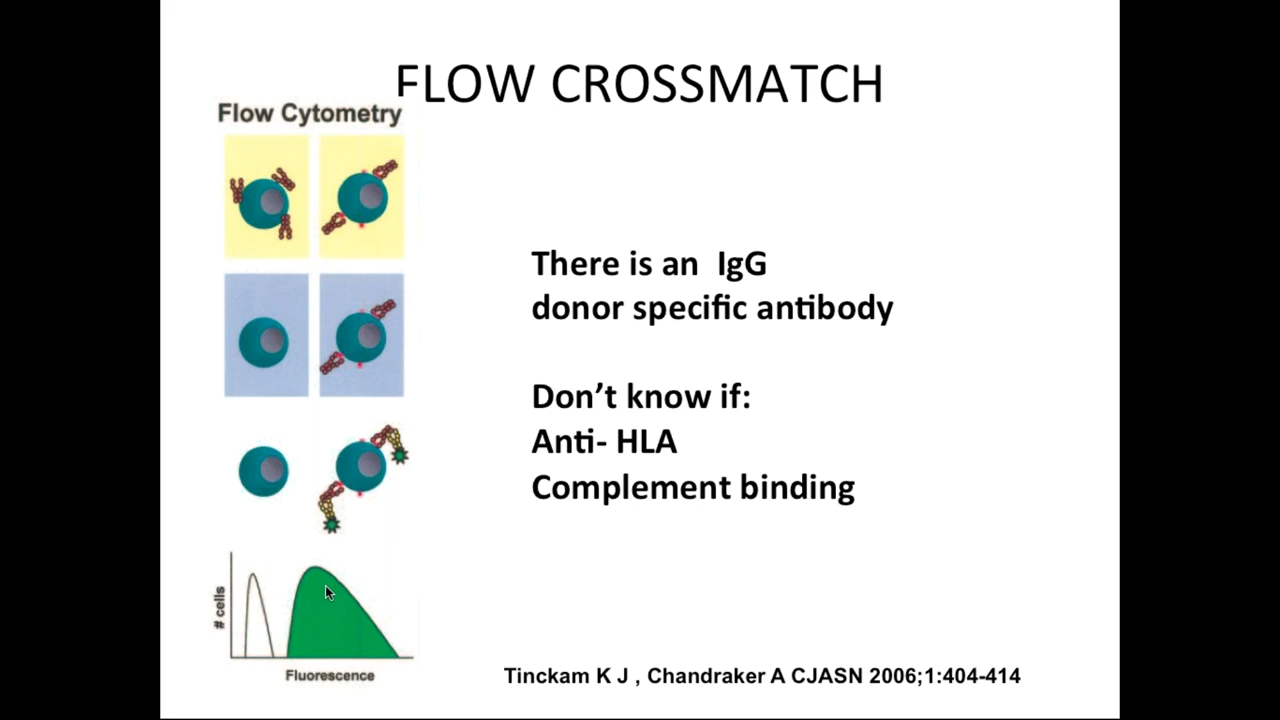 FLOW CROSSMATCH
Flow Cytometry
There is an IgG
donor specific antibody
Don't know if:
Anti- HLA
Complement binding
# cells
Fluorescence
Tinckam K J , Chandraker A CJASN 2006;1:404-414